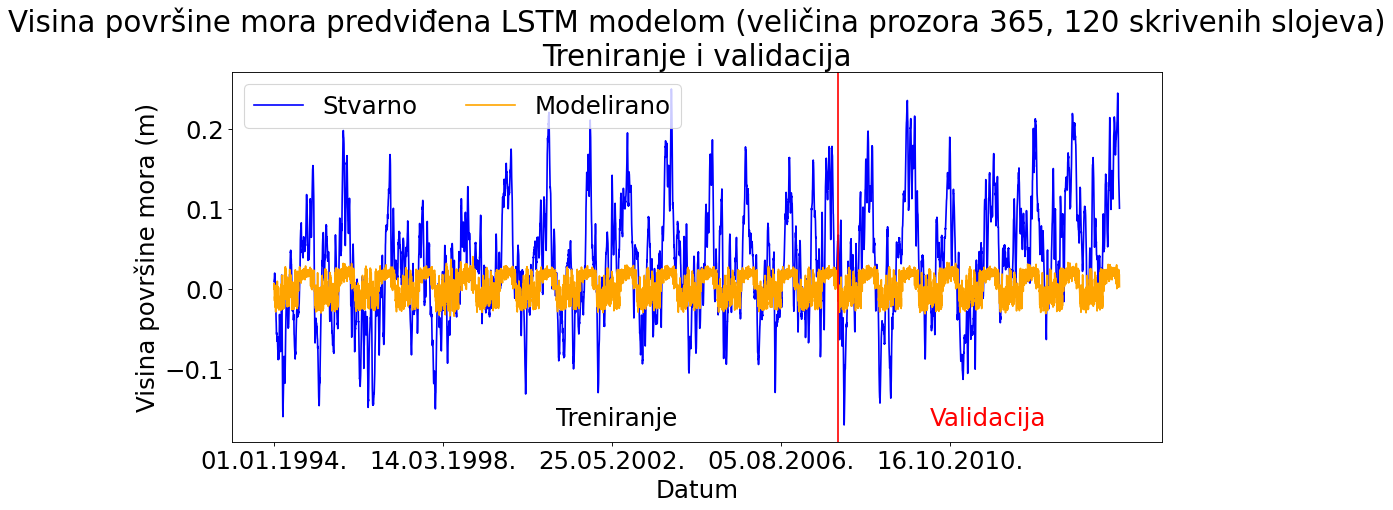 Visina površine mora predviđena LSTM modelom (veličina prozora 365, 120 skrivenih slojeva)
Treniranje i validacija
Stvarno Modelirano
Visina površine mora (m)
0.2
0.1
0.0
−0.1
Treniranje Validacija
01.01.1994. 14.03.1998. 25.05.2002. 05.08.2006. 16.10.2010.
Datum